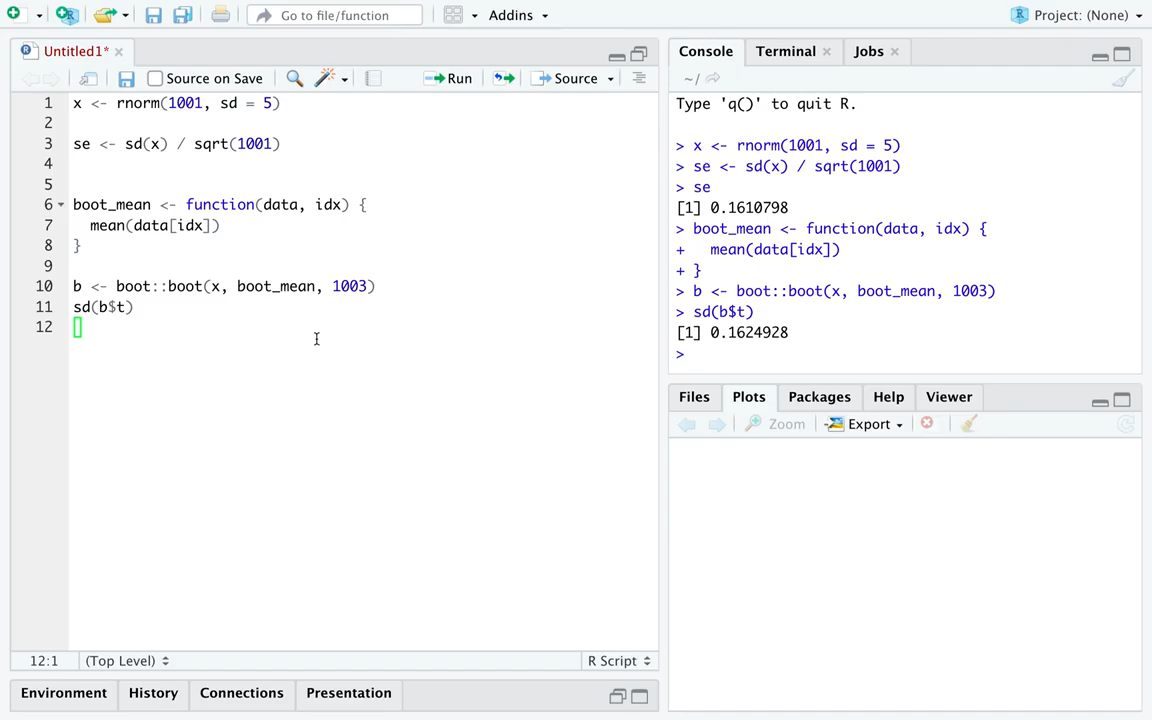 Go to file/function
Addins
Project: (None)
Untitled1*
Source on Save
Run
Source
1 x <- rnorm(1001, sd = 5)
2
3 se <- sd(x) / sqrt(1001)
4
5
6 boot_mean <- function(data, idx) {
7 mean(data[idx])
8 }
9
10 b <- boot::boot(x, boot_mean, 1003)
11 sd(b$t)
12
12:1 (Top Level) R Script
Environment History Connections Presentation
Console Terminal Jobs
~/
Type 'q()' to quit R.
> x <- rnorm(1001, sd = 5)
> se <- sd(x) / sqrt(1001)
> se
[1] 0.1610798
> boot_mean <- function(data, idx) {
+ mean(data[idx])
+ }
> b <- boot::boot(x, boot_mean, 1003)
> sd(b$t)
[1] 0.1624928
>
Files Plots Packages Help Viewer
Zoom Export